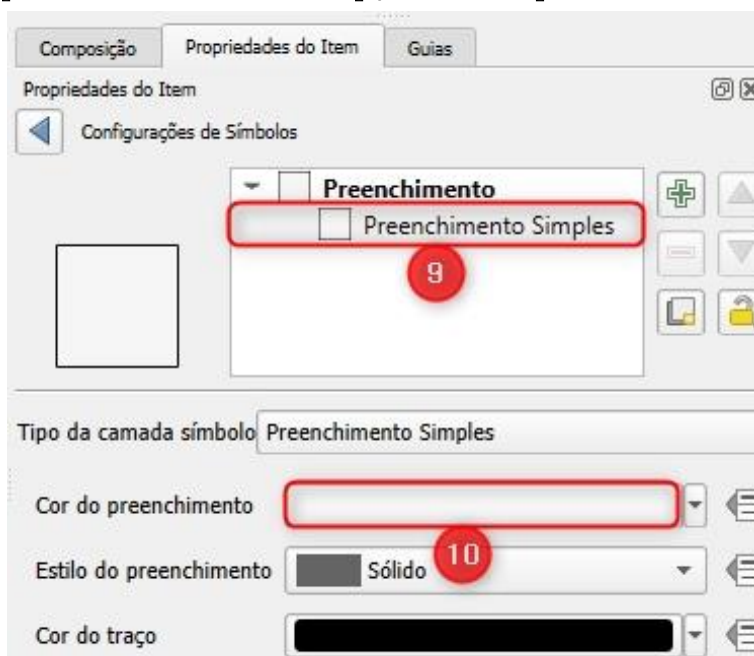 Composição Propriedades do Item Guias
Propriedades do Item
Configurações de Símbolos
Preenchimento
Preenchimento Simples
9
Tipo da camada símbolo Preenchimento Simples
Cor do preenchimento
10
Estilo do preenchimento Sólido
Cor do traço